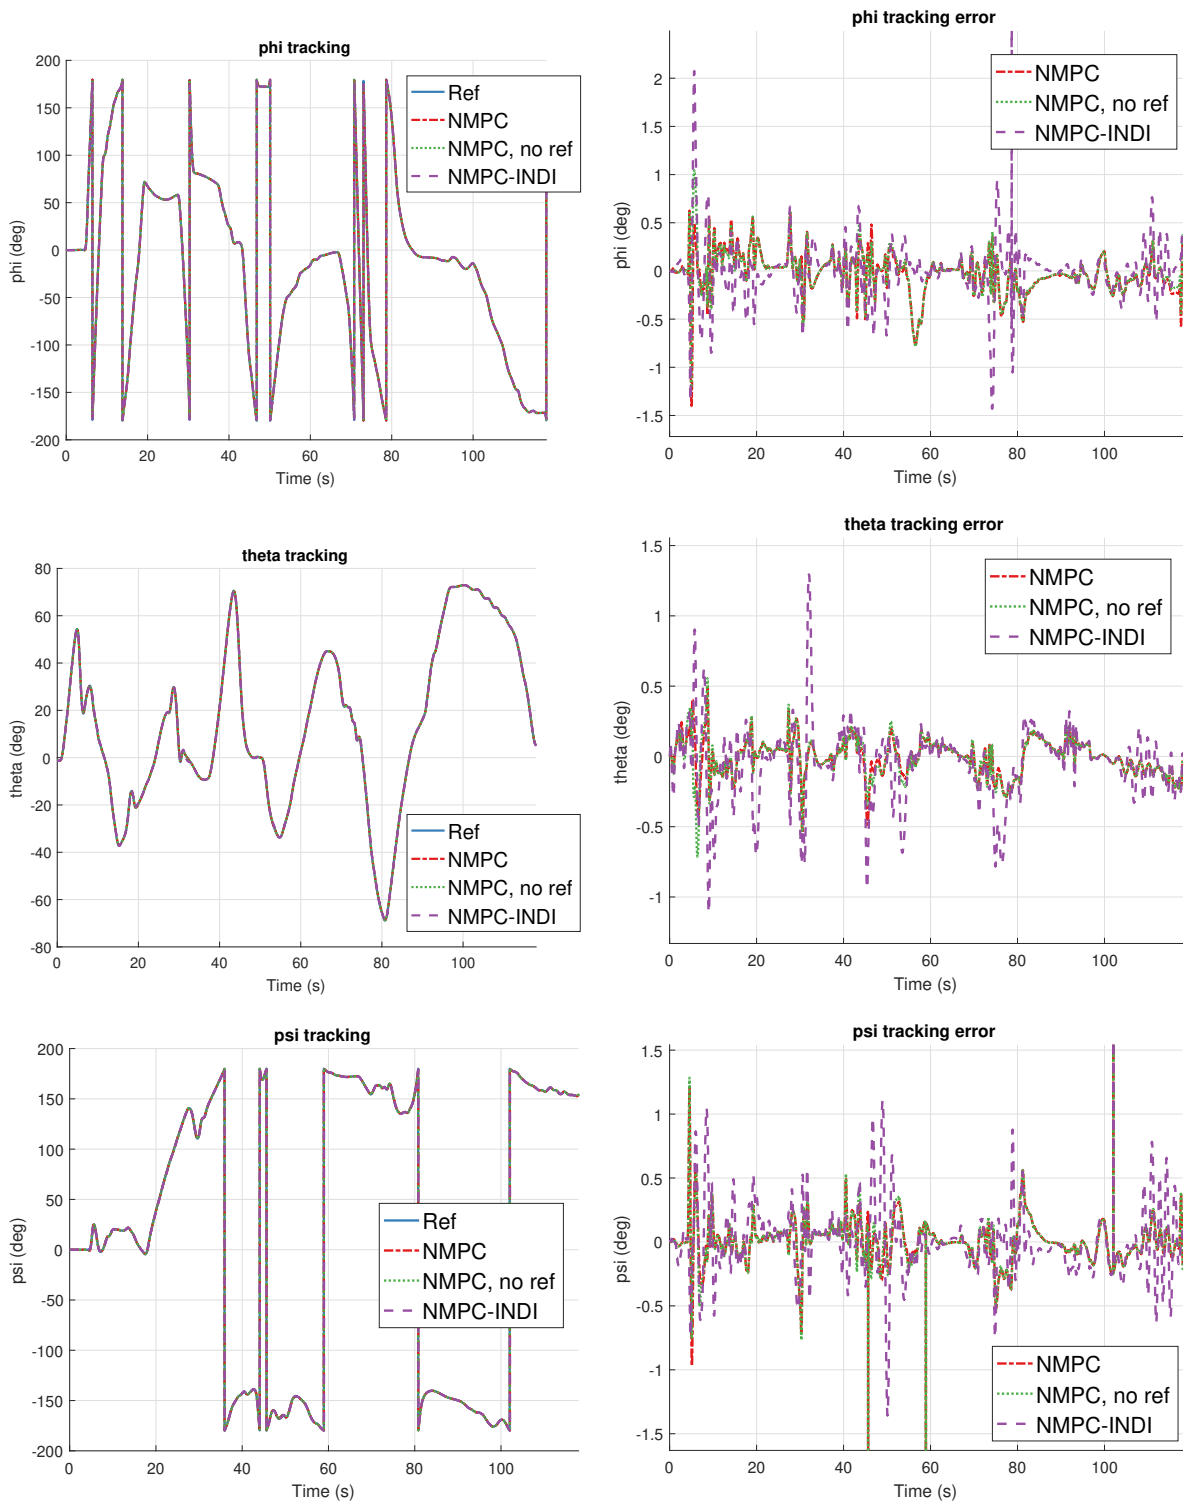 phi tracking
200
150
100
50
0
-50
-100
-150
-200
phi (deg)
0 20 40 60 80 100
Time (s)
Ref
NMPC
NMPC, no ref
NMPC-INDI
phi tracking error
2
1.5
1
0.5
0
-0.5
-1
-1.5
phi (deg)
0 20 40 60 80 100
Time (s)
NMPC
NMPC, no ref
NMPC-INDI
theta tracking
80
60
40
20
0
-20
-40
-60
-80
theta (deg)
0 20 40 60 80 100
Time (s)
Ref
NMPC
NMPC, no ref
NMPC-INDI
theta tracking error
1.5
1
0.5
0
-0.5
-1
theta (deg)
0 20 40 60 80 100
Time (s)
NMPC
NMPC, no ref
NMPC-INDI
psi tracking
200
150
100
50
0
-50
-100
-150
-200
psi (deg)
0 20 40 60 80 100
Time (s)
Ref
NMPC
NMPC, no ref
NMPC-INDI
psi tracking error
1.5
1
0.5
0
-0.5
-1
-1.5
psi (deg)
0 20 40 60 80 100
Time (s)
NMPC
NMPC, no ref
NMPC-INDI